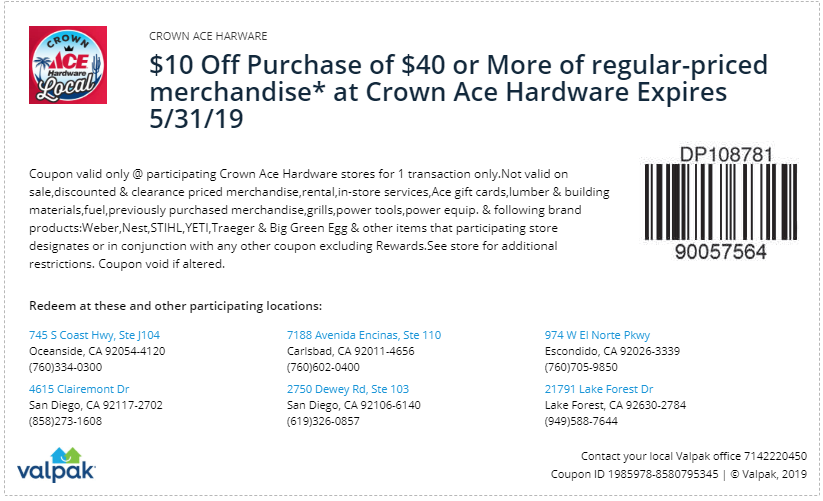 CROWN
ACE
Hardware
Local
CROWN ACE HARWARE
$10 Off Purchase of $40 or More of regular-priced
merchandise* at Crown Ace Hardware Expires
5/31/19
DP108781
90057564
Coupon valid only @ participating Crown Ace Hardware stores for 1 transaction only.Not valid on
sale,discounted & clearance priced merchandise,rental,in-store services,Ace gift cards,lumber & building
materials,fuel,previously purchased merchandise,grills,power tools,power equip. & following brand
products:Weber,Nest,STIHL,YETI,Traeger & Big Green Egg & other items that participating store
designates or in conjunction with any other coupon excluding Rewards.See store for additional
restrictions. Coupon void if altered.
Redeem at these and other participating locations:
745 S Coast Hwy, Ste J104
Oceanside, CA 92054-4120
(760)334-0300
7188 Avenida Encinas, Ste 110
Carlsbad, CA 92011-4656
(760)602-0400
974 W El Norte Pkwy
Escondido, CA 92026-3339
(760)705-9850
4615 Clairemont Dr
San Diego, CA 92117-2702
(858)273-1608
2750 Dewey Rd, Ste 103
San Diego, CA 92106-6140
(619)326-0857
21791 Lake Forest Dr
Lake Forest, CA 92630-2784
(949)588-7644
valpak
Contact your local Valpak office 7142220450
Coupon ID 1985978-8580795345 | © Valpak, 2019